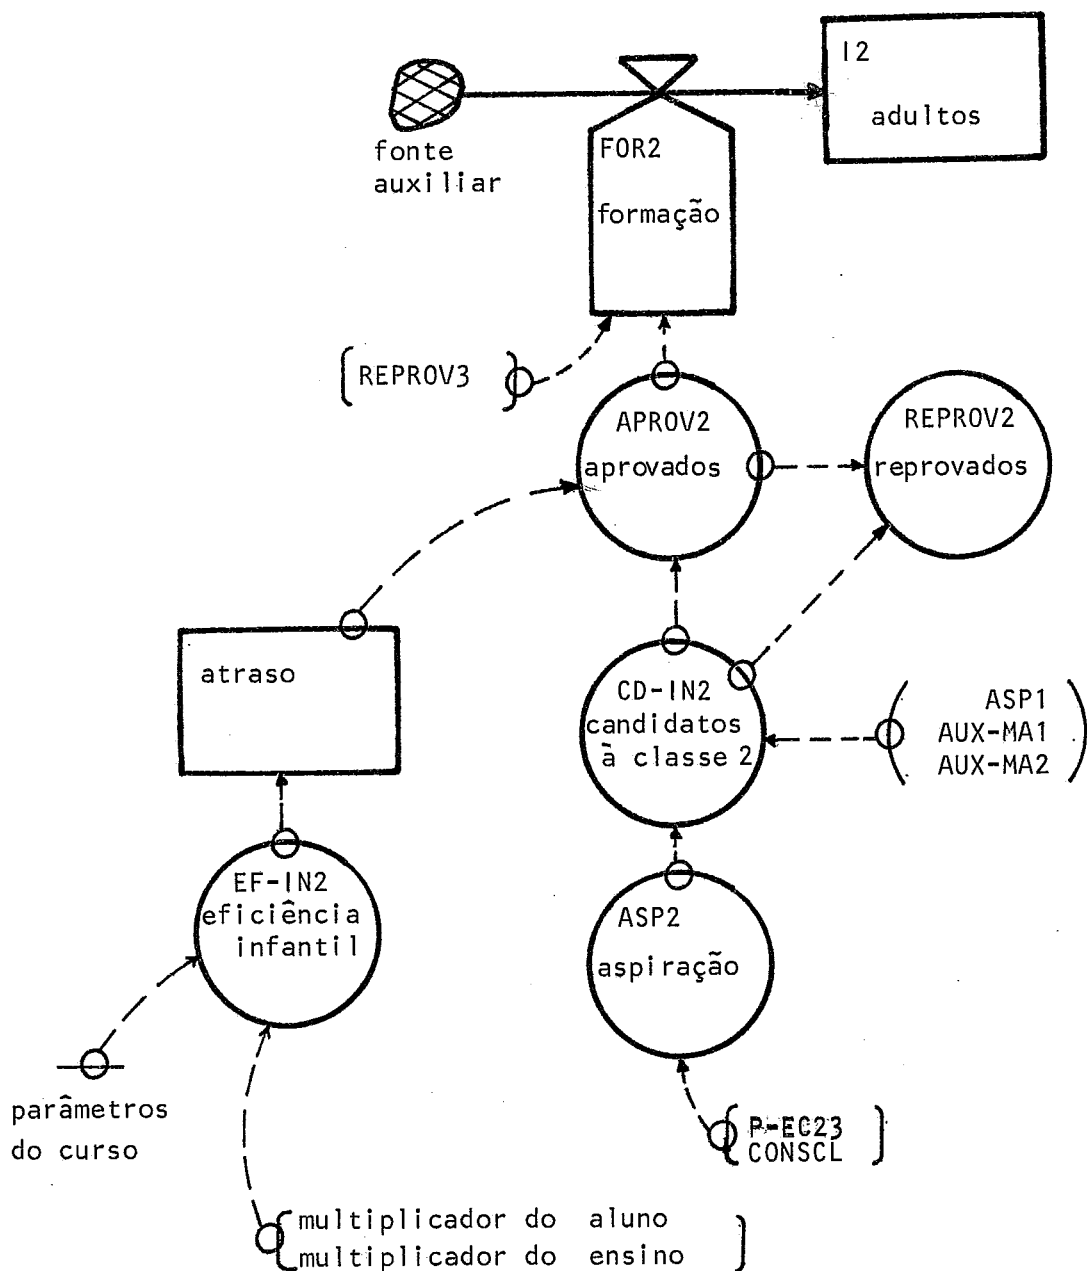 I2
adultos
fonte
auxiliar
FOR2
formação
REPROV3
APROV2
aprovados
REPROV2
reprovados
atraso
CD-IN2
candidatos
à classe 2
ASP1
AUX-MA1
AUX-MA2
EF-IN2
eficiência
infantil
ASP2
aspiração
parâmetros
do curso
P-EC23
CONSCL
multiplicador do aluno
multiplicador do ensino